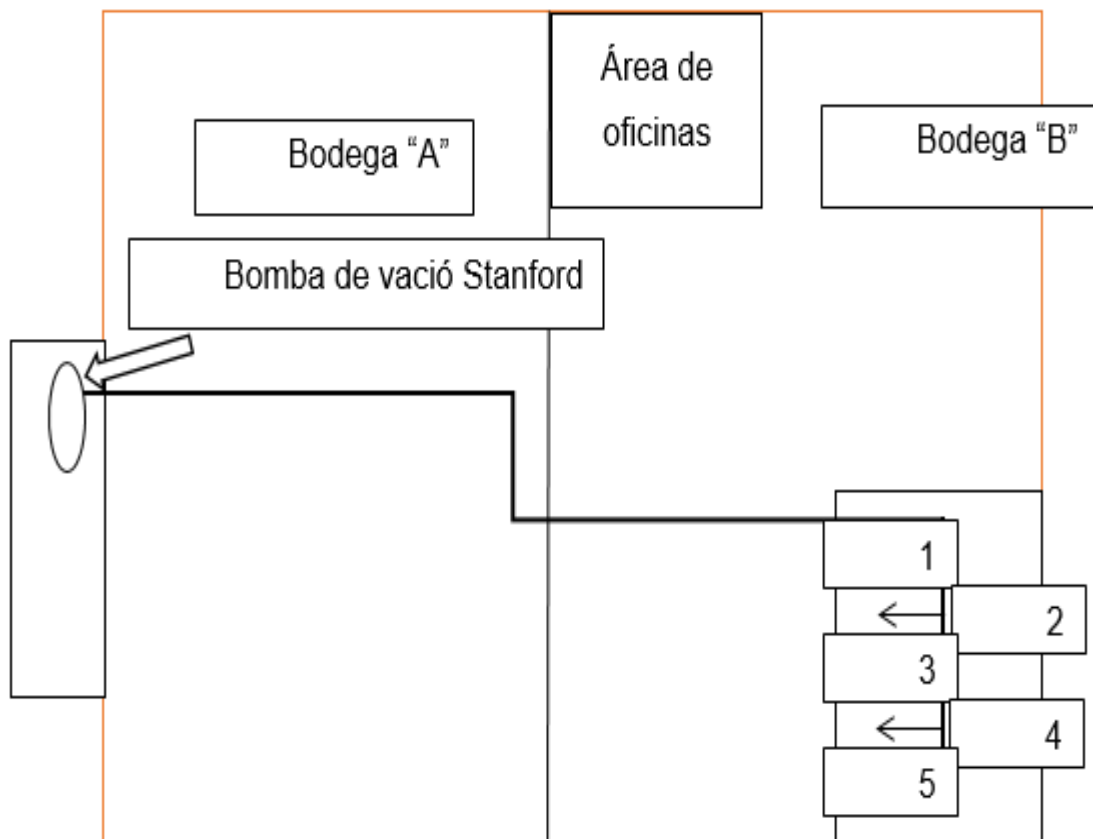 Área de
oficinas
Bodega “A”
Bodega “B”
Bomba de vació Stanford
1
2
3
4
5